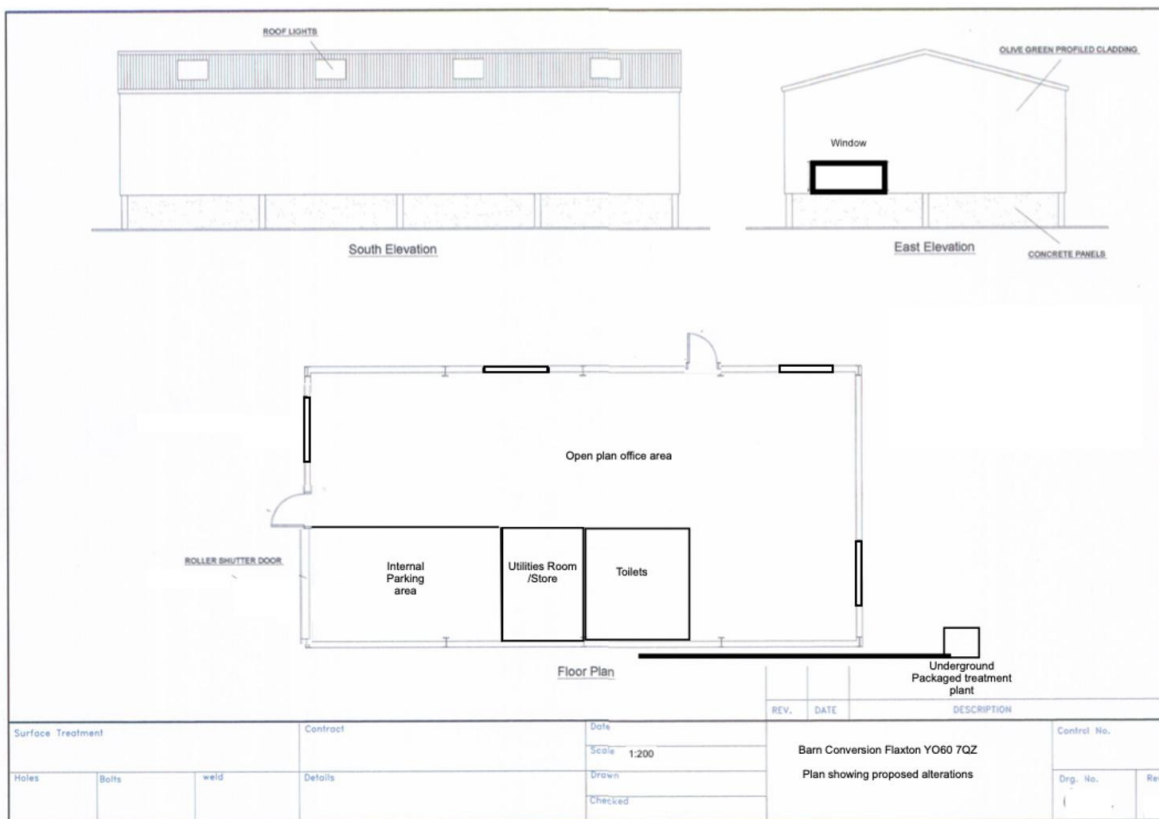 ROOF LIGHTS
OLIVE GREEN PROFILED CLADDING
Window
South Elevation
East Elevation
CONCRETE PANELS
Open plan office area
ROLLER SHUTTER DOOR
Internal
Parking
area
Utilities Room
/Store
Toilets
Floor Plan
Underground
Packaged treatment
plant
REV. DATE DESCRIPTION
Surface Treatment
Contract
Date
Scale 1:200
Barn Conversion Flaxton YO60 7QZ
Plan showing proposed alterations
Control No.
Holes
Bolts
weld
Details
Drawn
Checked
Drg. No.
Re